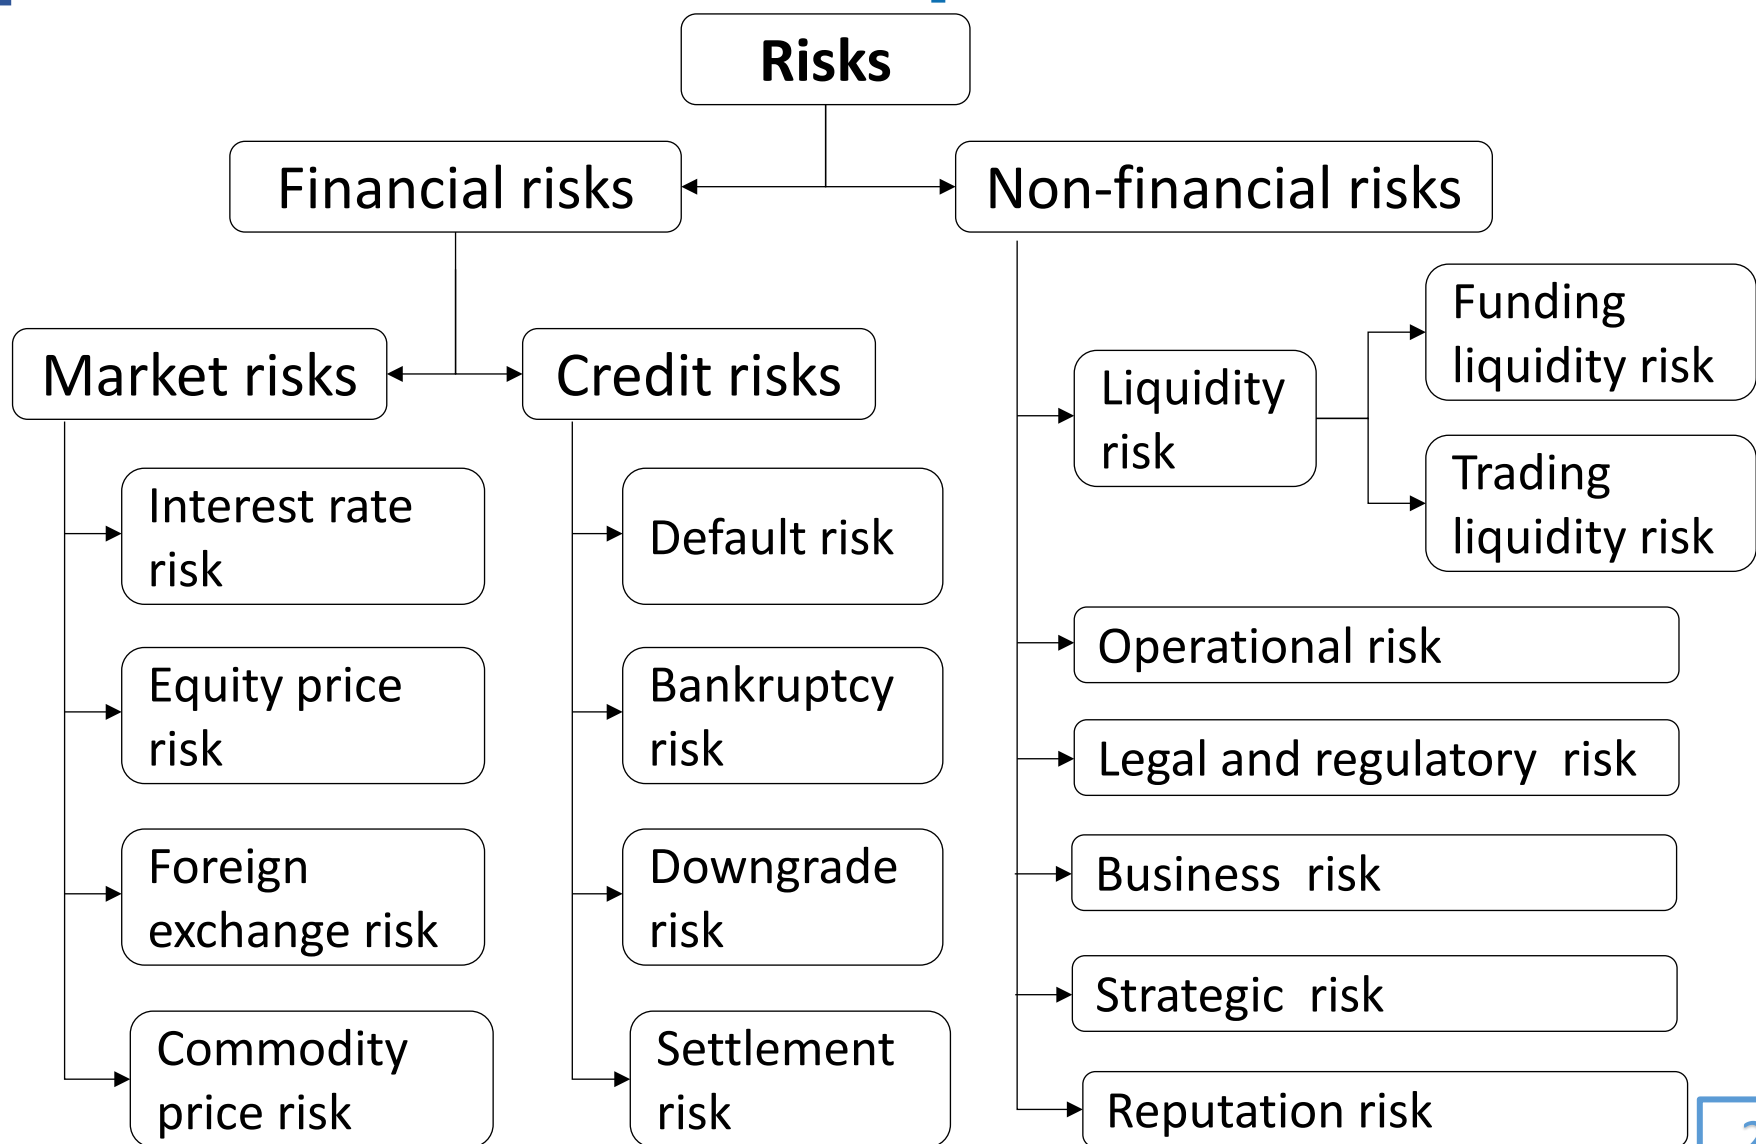 Risks
Financial risks
Non-financial risks
Market risks
Credit risks
Interest rate
risk
Equity price
risk
Foreign
exchange risk
Commodity
price risk
Default risk
Bankruptcy
risk
Downgrade
risk
Settlement
risk
Liquidity
risk
Funding
liquidity risk
Trading
liquidity risk
Operational risk
Legal and regulatory  risk
Business  risk
Strategic  risk
Reputation risk